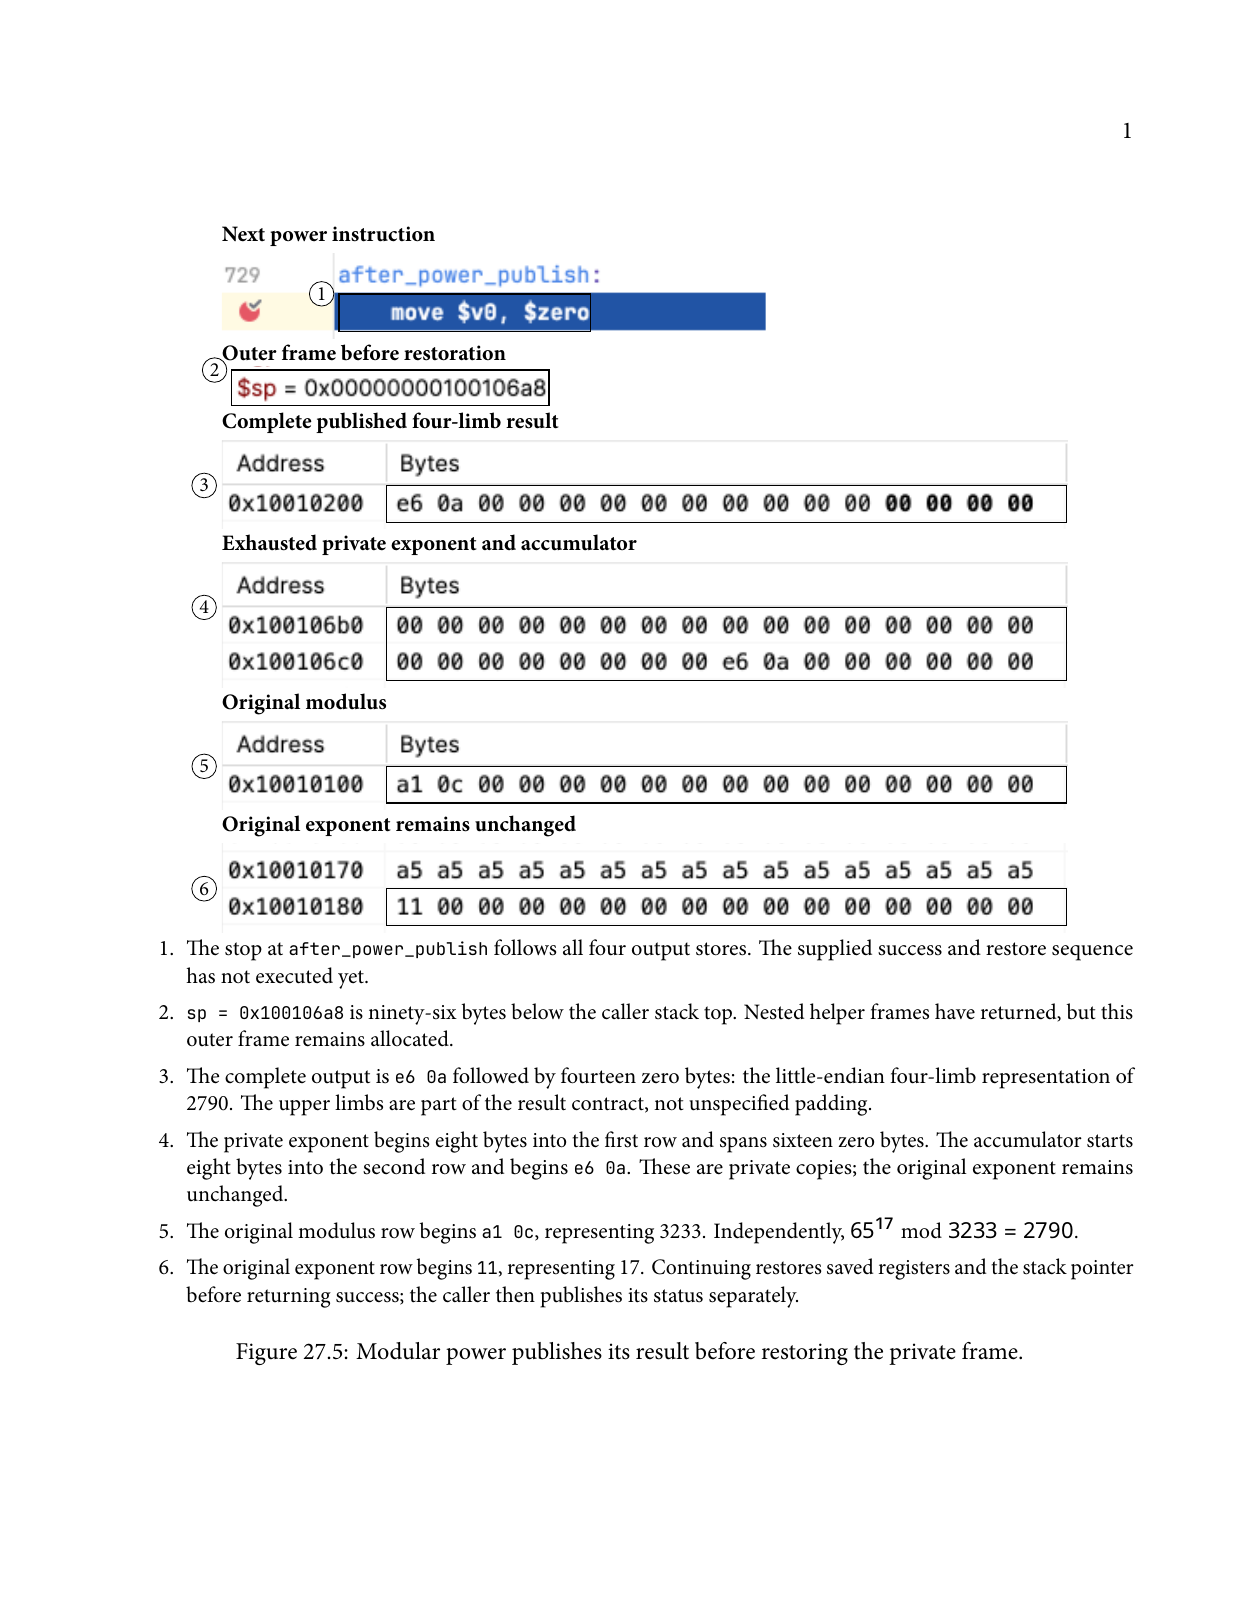 1
Next power instruction
729 after_power_publish:
1 move $v0, $zero
Outer frame before restoration
2 $sp = 0x00000000100106a8
Complete published four-limb result
Address Bytes
3 0x10010200 e6 0a 00 00 00 00 00 00 00 00 00 00 00 00 00 00
Exhausted private exponent and accumulator
Address Bytes
4 0x100106b0 00 00 00 00 00 00 00 00 00 00 00 00 00 00 00 00
0x100106c0 00 00 00 00 00 00 00 00 e6 0a 00 00 00 00 00 00
Original modulus
Address Bytes
5 0x10010100 a1 0c 00 00 00 00 00 00 00 00 00 00 00 00 00 00
Original exponent remains unchanged
0x10010170 a5 a5 a5 a5 a5 a5 a5 a5 a5 a5 a5 a5 a5 a5 a5 a5
6 0x10010180 11 00 00 00 00 00 00 00 00 00 00 00 00 00 00 00
1. The stop at after_power_publish follows all four output stores. The supplied success and restore sequence
has not executed yet.
2. sp = 0x100106a8 is ninety-six bytes below the caller stack top. Nested helper frames have returned, but this
outer frame remains allocated.
3. The complete output is e6 0a followed by fourteen zero bytes: the little-endian four-limb representation of
2790. The upper limbs are part of the result contract, not unspecified padding.
4. The private exponent begins eight bytes into the first row and spans sixteen zero bytes. The accumulator starts
eight bytes into the second row and begins e6 0a. These are private copies; the original exponent remains
unchanged.
5. The original modulus row begins a1 0c, representing 3233. Independently, 65¹⁷ mod 3233 = 2790.
6. The original exponent row begins 11, representing 17. Continuing restores saved registers and the stack pointer
before returning success; the caller then publishes its status separately.
Figure 27.5: Modular power publishes its result before restoring the private frame.